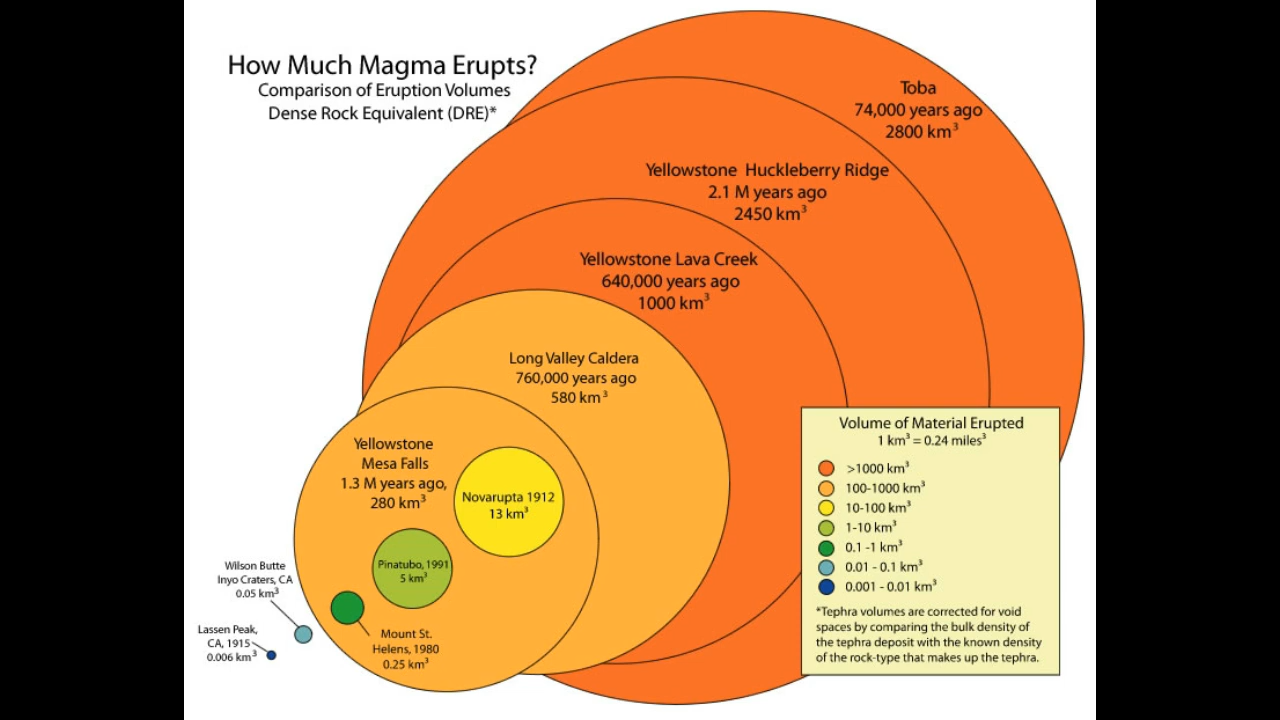 How Much Magma Erupts?
Comparison of Eruption Volumes
Dense Rock Equivalent (DRE)*
Toba
74,000 years ago
2800 km³
Yellowstone Huckleberry Ridge
2.1 M years ago
2450 km³
Yellowstone Lava Creek
640,000 years ago
1000 km³
Long Valley Caldera
760,000 years ago
580 km³
Yellowstone
Mesa Falls
1.3 M years ago,
280 km³
Novarupta 1912
13 km³
Pinatubo, 1991
5 km³
Wilson Butte
Inyo Craters, CA
0.05 km³
Lassen Peak,
CA, 1915
0.006 km³
Mount St.
Helens, 1980
0.25 km³
Volume of Material Erupted
1 km³ = 0.24 miles³
>1000 km³
100-1000 km³
10-100 km³
1-10 km³
0.1 -1 km³
0.01 - 0.1 km³
0.001 - 0.01 km³
*Tephra volumes are corrected for void
spaces by comparing the bulk density of
the tephra deposit with the known density
of the rock-type that makes up the tephra.